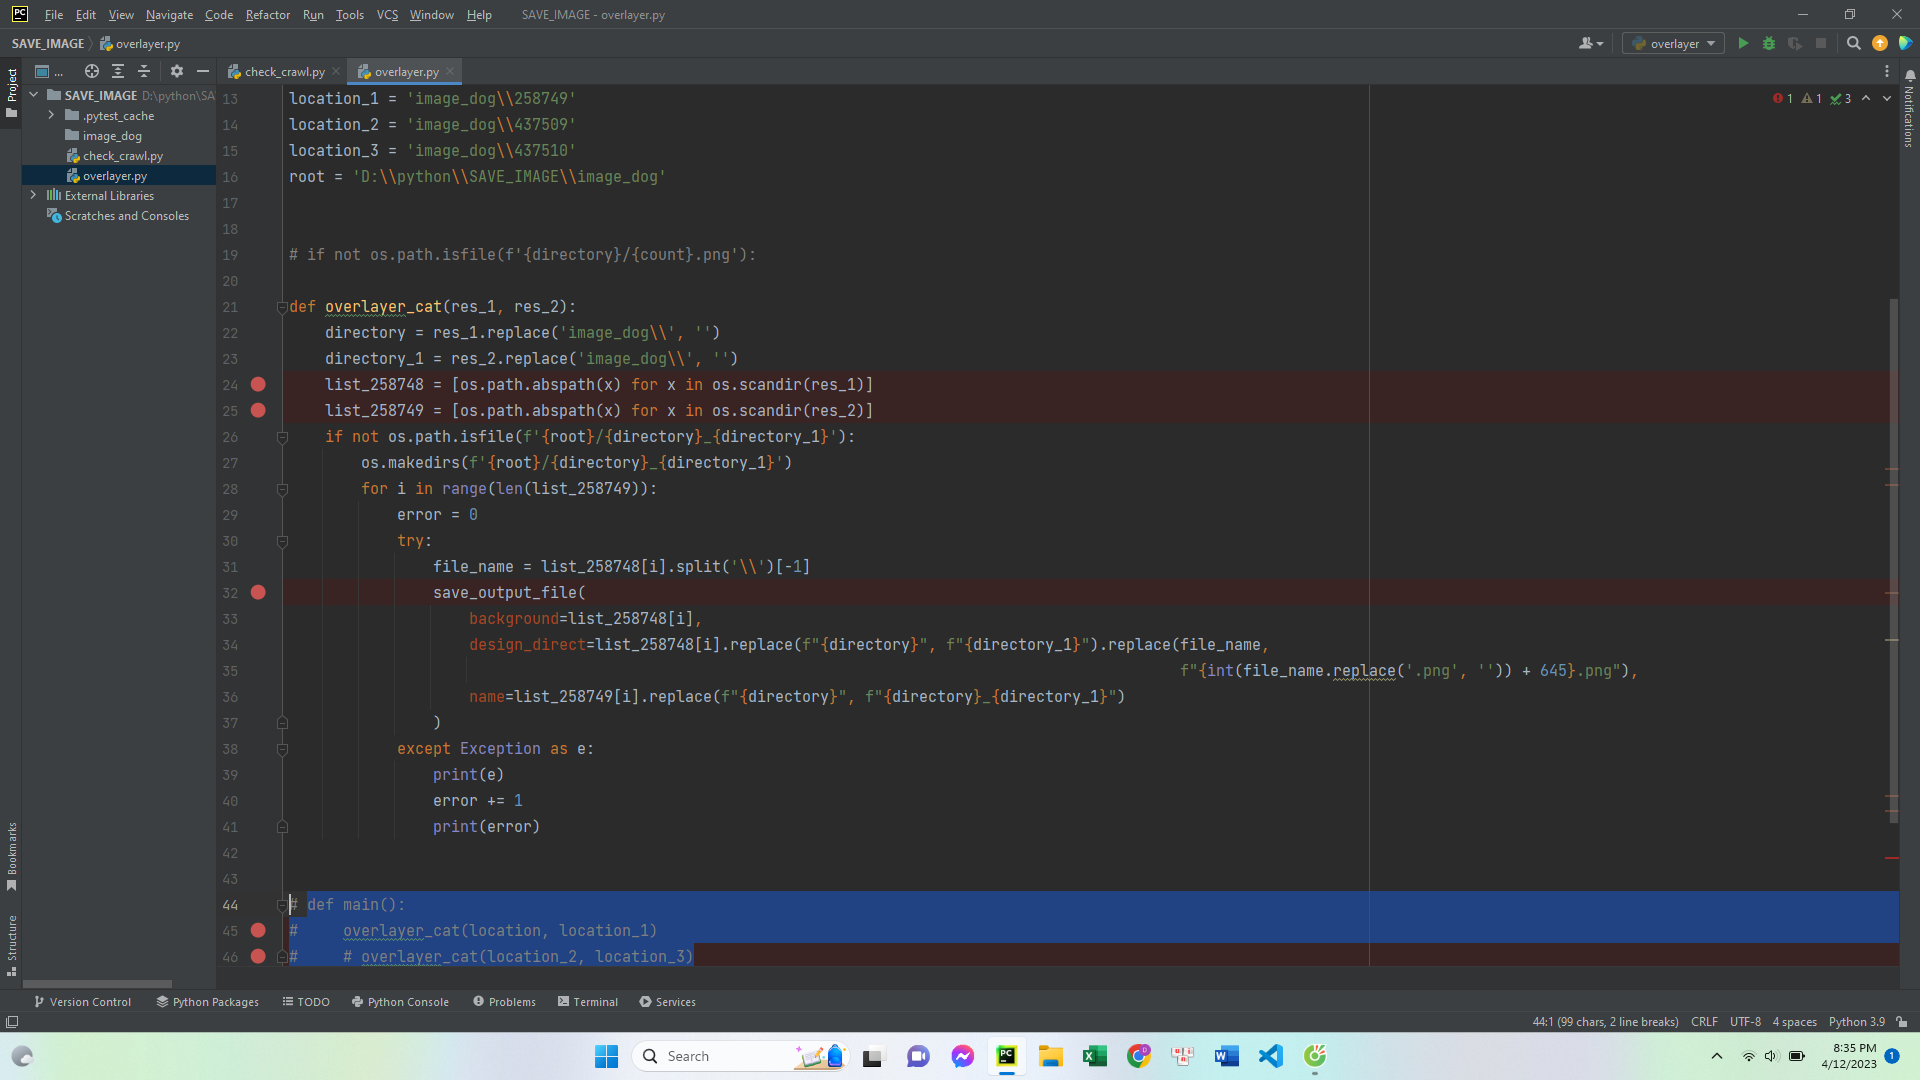 PC File Edit View Navigate Code Refactor Run Tools VCS Window Help SAVE_IMAGE - overlayer.py
SAVE_IMAGE overlayer.py overlayer
Project ... check_crawl.py overlayer.py
SAVE_IMAGE D:\python\SA
.pytest_cache
image_dog
check_crawl.py
overlayer.py
External Libraries
Scratches and Consoles
1 1 3
Notifications
13 location_1 = 'image_dog\\258749'
14 location_2 = 'image_dog\\437509'
15 location_3 = 'image_dog\\437510'
16 root = 'D:\\python\\SAVE_IMAGE\\image_dog'
17
18
19 # if not os.path.isfile(f'{directory}/{count}.png'):
20
21 def overlayer_cat(res_1, res_2):
22 directory = res_1.replace('image_dog\\', '')
23 directory_1 = res_2.replace('image_dog\\', '')
24 list_258748 = [os.path.abspath(x) for x in os.scandir(res_1)]
25 list_258749 = [os.path.abspath(x) for x in os.scandir(res_2)]
26 if not os.path.isfile(f'{root}/{directory}_{directory_1}'):
27 os.makedirs(f'{root}/{directory}_{directory_1}')
28 for i in range(len(list_258749)):
29 error = 0
30 try:
31 file_name = list_258748[i].split('\\')[-1]
32 save_output_file(
33 background=list_258748[i],
34 design_direct=list_258748[i].replace(f"{directory}", f"{directory_1}").replace(file_name,
35 f"{int(file_name.replace('.png', '')) + 645}.png"),
36 name=list_258749[i].replace(f"{directory}", f"{directory}_{directory_1}")
37 )
38 except Exception as e:
39 print(e)
40 error += 1
41 print(error)
42
43
44 # def main():
45 # overlayer_cat(location, location_1)
46 # # overlayer_cat(location_2, location_3)
Bookmarks
Structure
Version Control Python Packages TODO Python Console Problems Terminal Services
44:1 (99 chars, 2 line breaks) CRLF UTF-8 4 spaces Python 3.9
Search
8:35 PM
4/12/2023
1